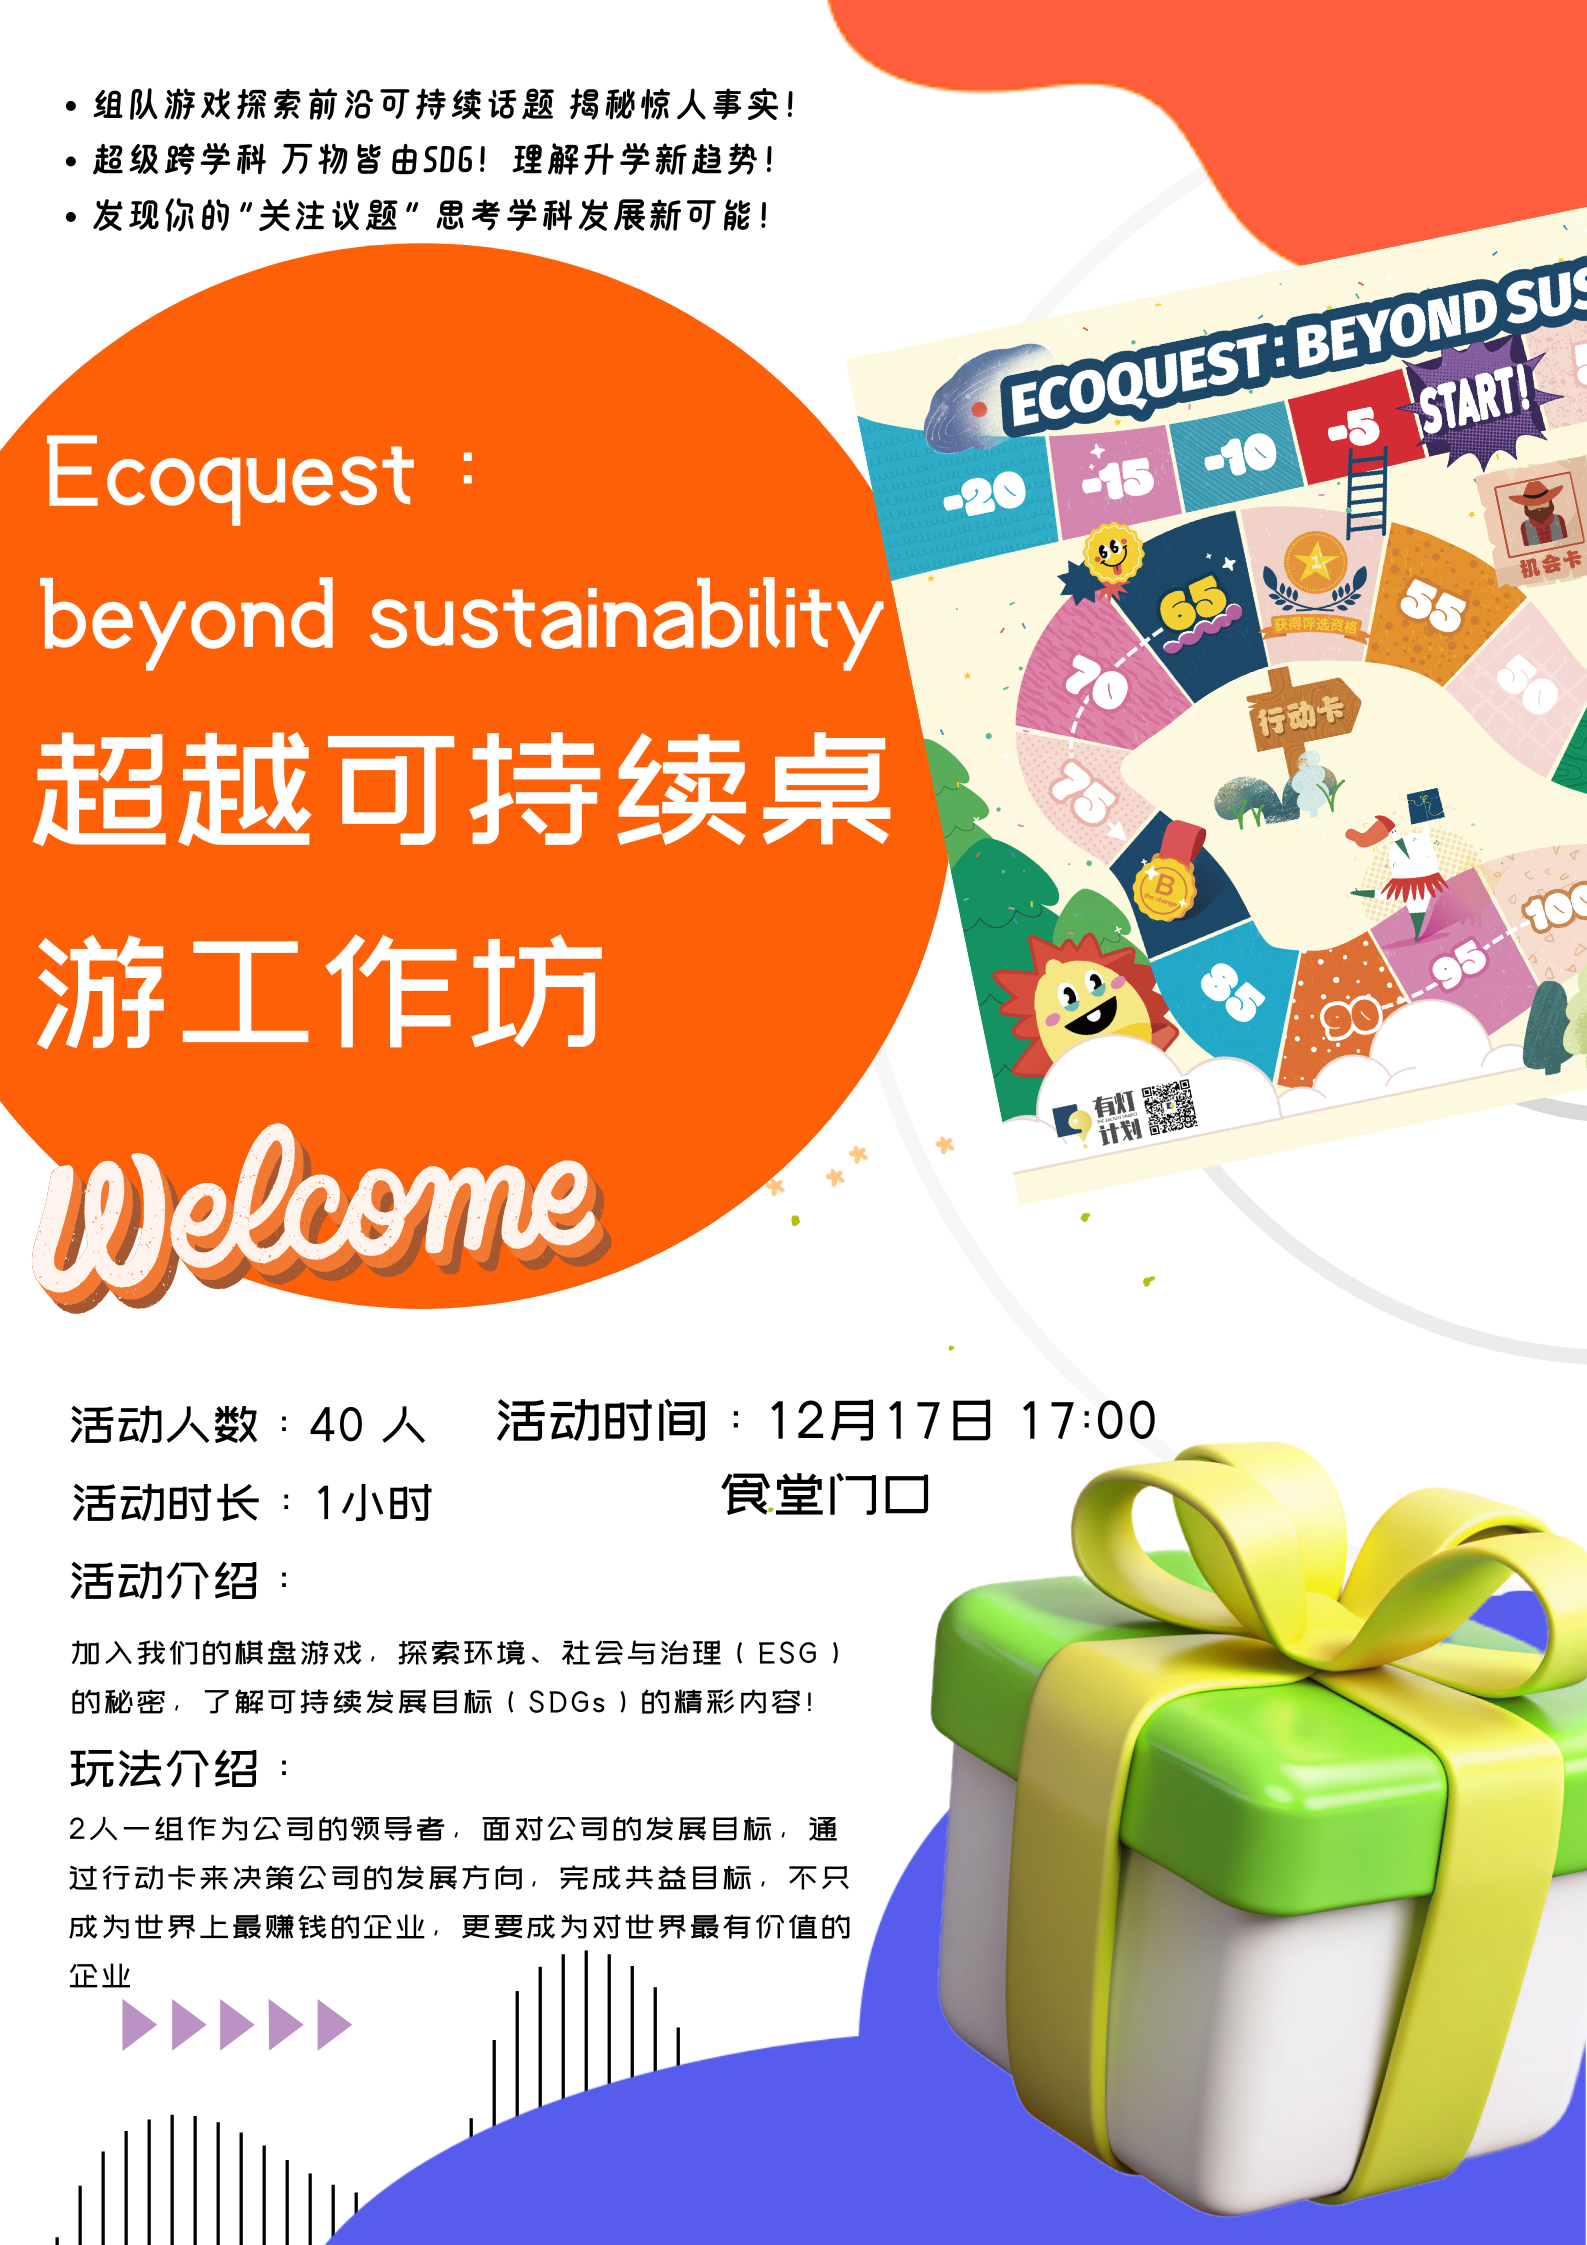 • 组队游戏探索前沿可持续话题 揭秘惊人事实！
• 超级跨学科 万物皆由SDG！ 理解升学新趋势！
• 发现你的“关注议题” 思考学科发展新可能！
Ecoquest：
beyond sustainability
超越可持续桌
游工作坊
Welcome
ECOQUEST: BEYOND SUS
-20
-15
-10
-5
START!
机会卡
65
1
获得评选资格
55
50
70
行动卡
75
B
the change
85
90
95
100
有灯
计划
活动人数：40 人
活动时间：12月17日 17:00
食堂门口
活动时长：1小时
活动介绍：
加入我们的棋盘游戏，探索环境、社会与治理（ESG）
的秘密，了解可持续发展目标（SDGs）的精彩内容！
玩法介绍：
2人一组作为公司的领导者，面对公司的发展目标，通
过行动卡来决策公司的发展方向，完成共益目标，不只
成为世界上最赚钱的企业，更要成为对世界最有价值的
企业